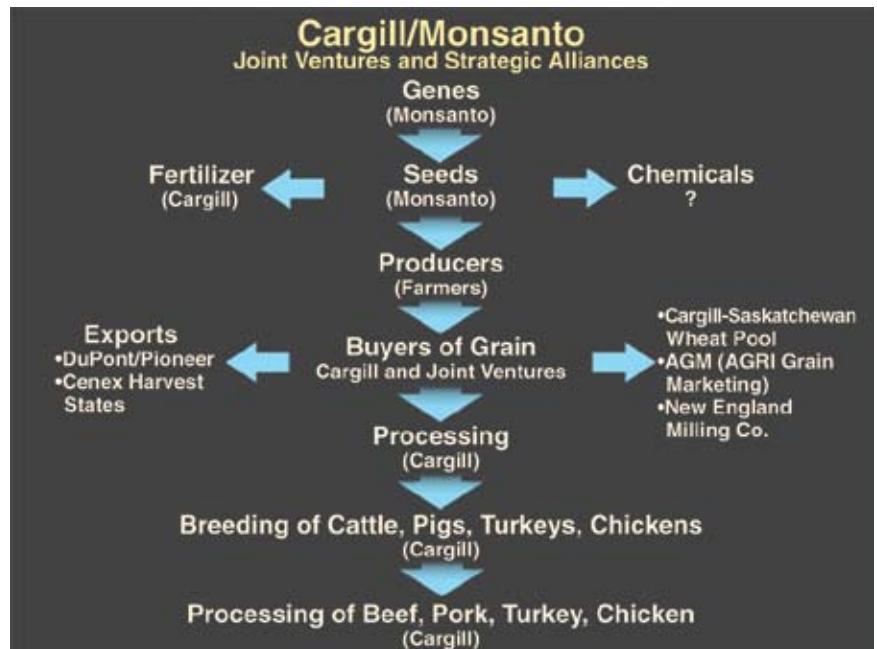 Cargill/Monsanto
Joint Ventures and Strategic Alliances
Genes
(Monsanto)
Fertilizer
(Cargill)
Seeds
(Monsanto)
Chemicals
?
Producers
(Farmers)
Exports
•DuPont/Pioneer
•Cenex Harvest
States
Buyers of Grain
Cargill and Joint Ventures
•Cargill-Saskatchewan
Wheat Pool
•AGM (AGRI Grain
Marketing)
•New England
Milling Co.
Processing
(Cargill)
Breeding of Cattle, Pigs, Turkeys, Chickens
(Cargill)
Processing of Beef, Pork, Turkey, Chicken
(Cargill)